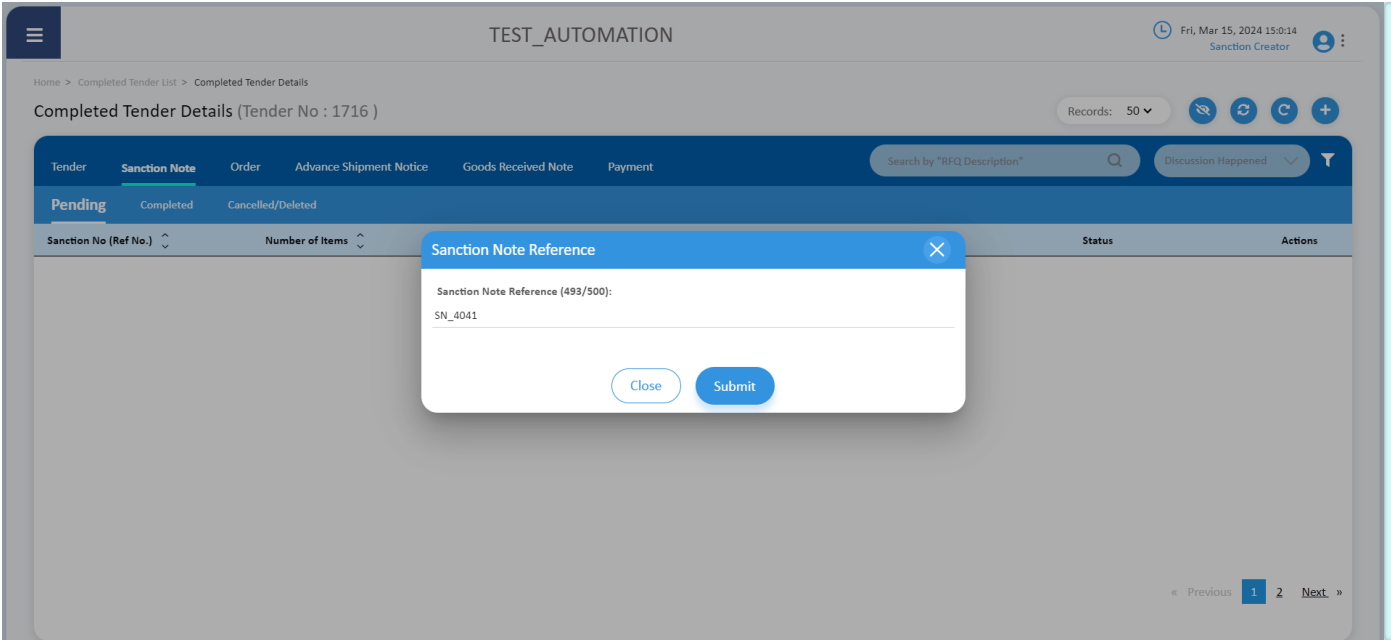 TEST_AUTOMATION
Fri, Mar 15, 2024 15:0:14
Sanction Creator
Home > Completed Tender List > Completed Tender Details
Completed Tender Details (Tender No : 1716 )
Records: 50
Tender Sanction Note Order Advance Shipment Notice Goods Received Note Payment
Search by "RFQ Description"
Discussion Happened
Pending Completed Cancelled/Deleted
Sanction No (Ref No.) Number of Items Status Actions
Sanction Note Reference
Sanction Note Reference (493/500):
SN_4041
Close Submit
« Previous 1 2 Next »